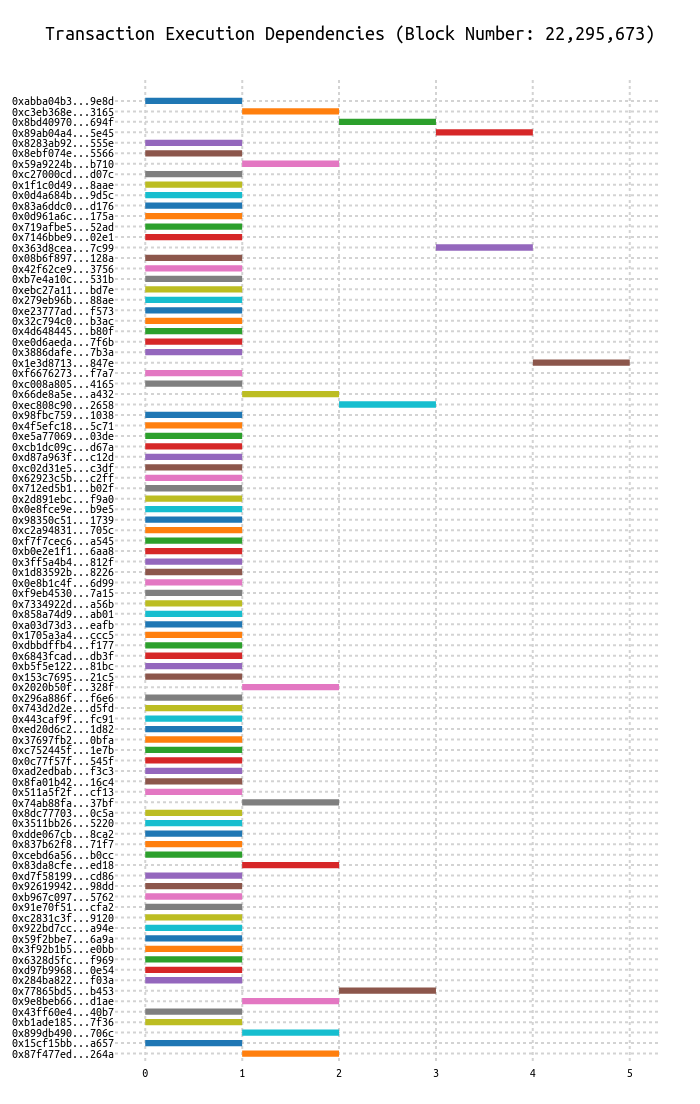 Transaction Execution Dependencies (Block Number: 22,295,673)
0xabba04b3...9e8d
0xc3eb368e...3165
0x8bd40970...694f
0x89ab04a4...5e45
0x8283ab92...555e
0x8ebf074e...5566
0x59a9224b...b710
0xc27000cd...d07c
0x1f1c0d49...8aae
0x0d4a684b...9d5c
0x83a6ddc0...d176
0x0d961a6c...175a
0x719afbe5...52ad
0x7146bbe9...02e1
0x363d8cea...7c99
0x08b6f897...128a
0x42f62ce9...3756
0xb7e4a10c...531b
0xebc27a11...bd7e
0x279eb96b...88ae
0xe23777ad...f573
0x32c794c0...b3ac
0x4d648445...b80f
0xe0d6aeda...7f6b
0x3886dafe...7b3a
0x1e3d8713...847e
0xf6676273...f7a7
0xc008a805...4165
0x66de8a5e...a432
0xec808c90...2658
0x98fbc759...1038
0x4f5efc18...5c71
0xe5a77069...03de
0xcb1dc09c...d67a
0xd87a963f...c12d
0xc02d31e5...c3df
0x62923c5b...c2ff
0x712ed5b1...b02f
0x2d891ebc...f9a0
0x0e8fce9e...b9e5
0x98350c51...1739
0xc2a94831...705c
0xf7f7cec6...a545
0xb0e2e1f1...6aa8
0x3ff5a4b4...812f
0x1d83592b...8226
0x0e8b1c4f...6d99
0xf9eb4530...7a15
0x7334922d...a56b
0x858a74d9...ab01
0xa03d73d3...eafb
0x1705a3a4...ccc5
0xdbbdffb4...f177
0x6843fcad...db3f
0xb5f5e122...81bc
0x153c7695...21c5
0x2020b50f...328f
0x296a886f...f6e6
0x743d2d2e...d5fd
0x443caf9f...fc91
0xed20d6c2...1d82
0x37697fb2...0bfa
0xc752445f...1e7b
0x0c77f57f...545f
0xad2edbab...f3c3
0x8fa01b42...16c4
0x511a5f2f...cf13
0x74ab88fa...37bf
0x8dc77703...0c5a
0x3511bb26...5220
0xdde067cb...8ca2
0x837b62f8...71f7
0xcebd6a56...b0cc
0x83da8cfe...ed18
0xd7f58199...cd86
0x92619942...98dd
0xb967c097...5762
0x91e70f51...cfa2
0xc2831c3f...9120
0x922bd7cc...a94e
0x59f2bbe7...6a9a
0x3f92b1b5...e0bb
0x6328d5fc...f969
0xd97b9968...0e54
0x284ba822...f03a
0x77865bd5...b453
0x9e8beb66...d1ae
0x43ff60e4...40b7
0xb1ade185...7f36
0x899db490...706c
0x15cf15bb...a657
0x87f477ed...264a
0 1 2 3 4 5